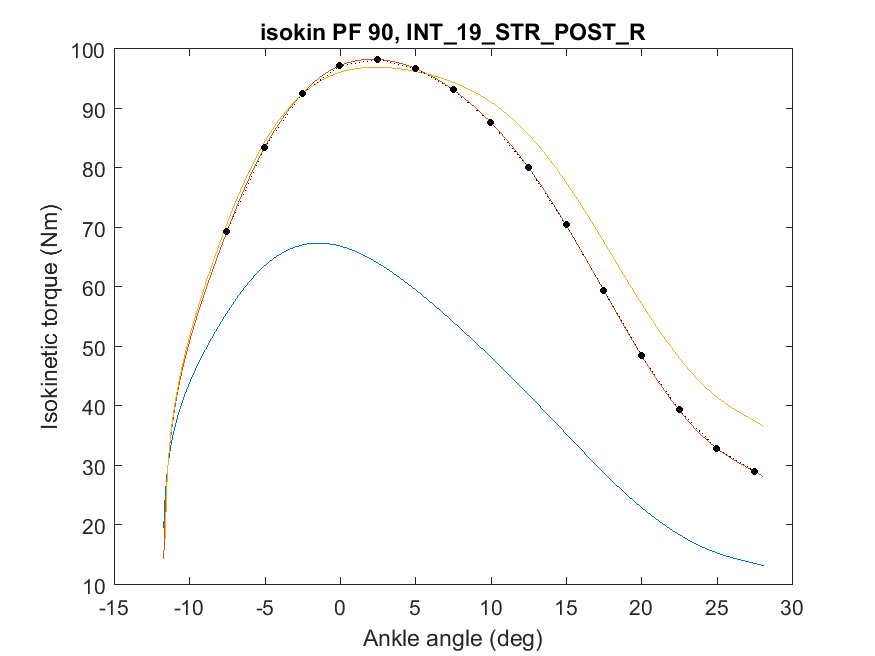 isokin PF 90, INT_19_STR_POST_R
100
90
80
70
60
50
40
30
20
10
Isokinetic torque (Nm)
-15 -10 -5 0 5 10 15 20 25 30
Ankle angle (deg)